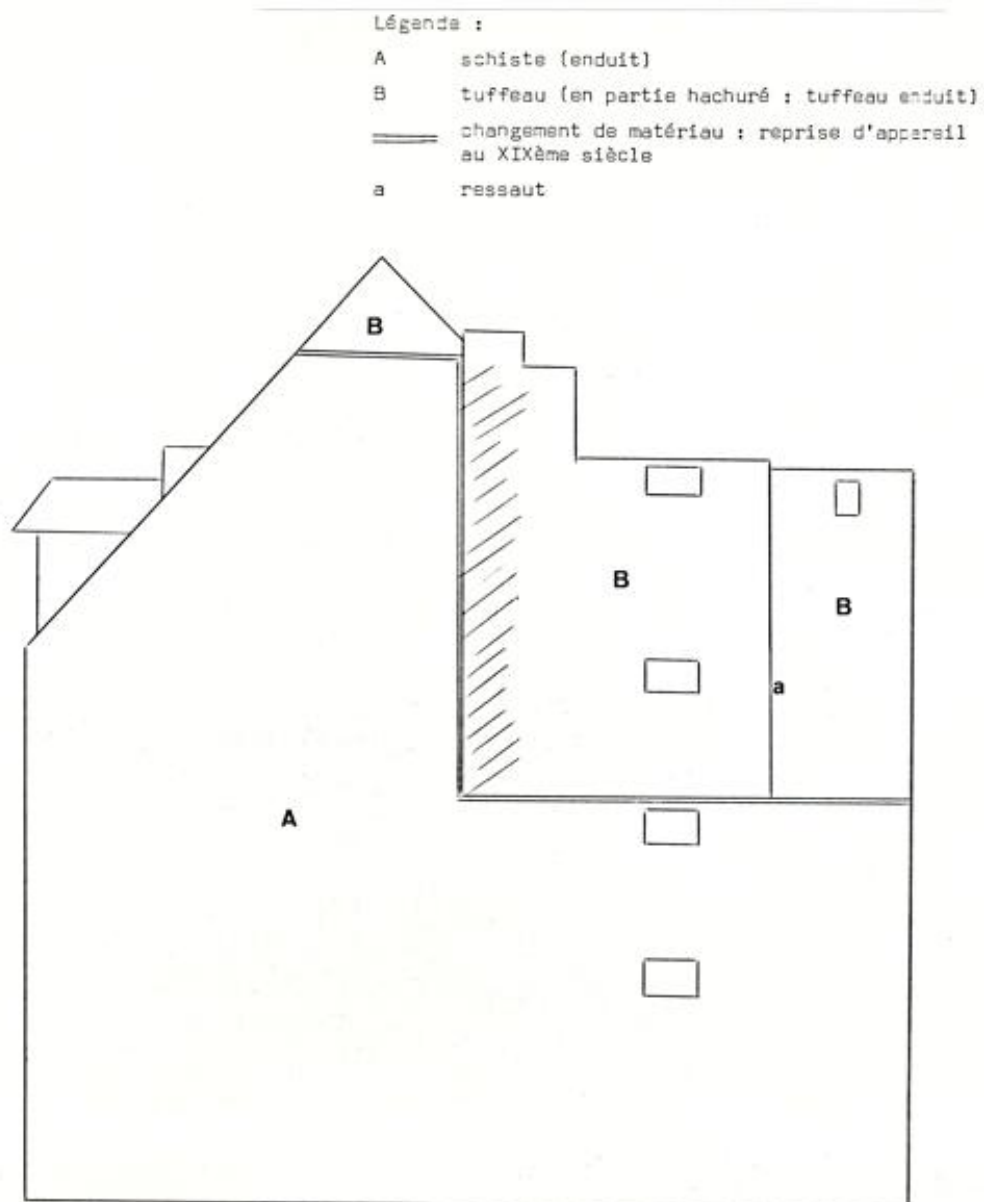 Légende :
A schiste (enduit)
B tuffeau (en partie hachuré : tuffeau enduit)
changement de matériau : reprise d'appareil
au XIXème siècle
a ressaut
B
B
B
a
A